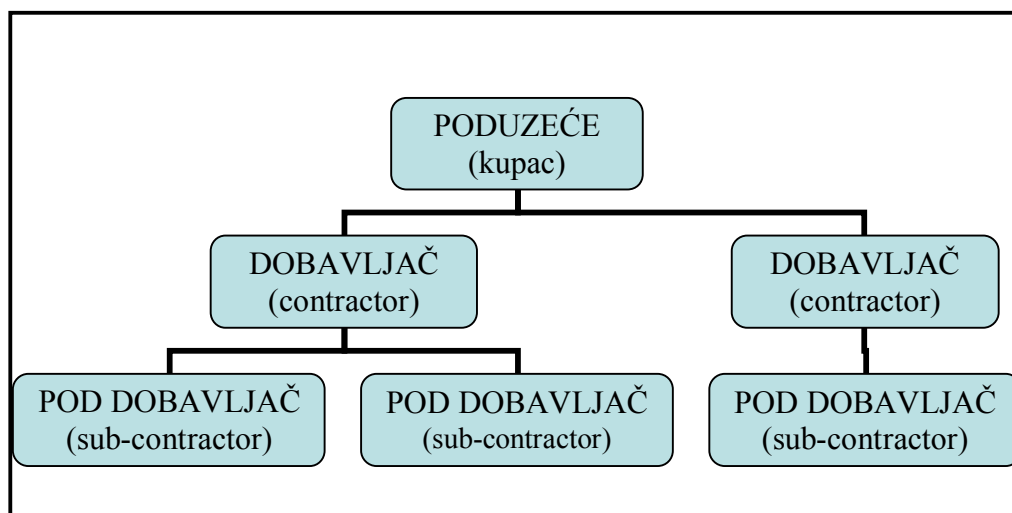 PODUZEĆE
(kupac)
DOBAVLJAČ
(contractor)
DOBAVLJAČ
(contractor)
POD DOBAVLJAČ
(sub-contractor)
POD DOBAVLJAČ
(sub-contractor)
POD DOBAVLJAČ
(sub-contractor)